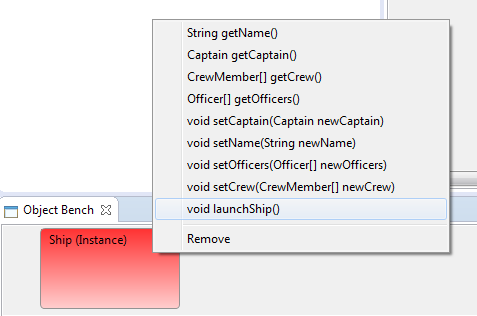 String getName()
Captain getCaptain()
CrewMember[] getCrew()
Officer[] getOfficers()
void setCaptain(Captain newCaptain)
void setName(String newName)
void setOfficers(Officer[] newOfficers)
void setCrew(CrewMember[] newCrew)
void launchShip()
Remove
Object Bench
Ship (Instance)